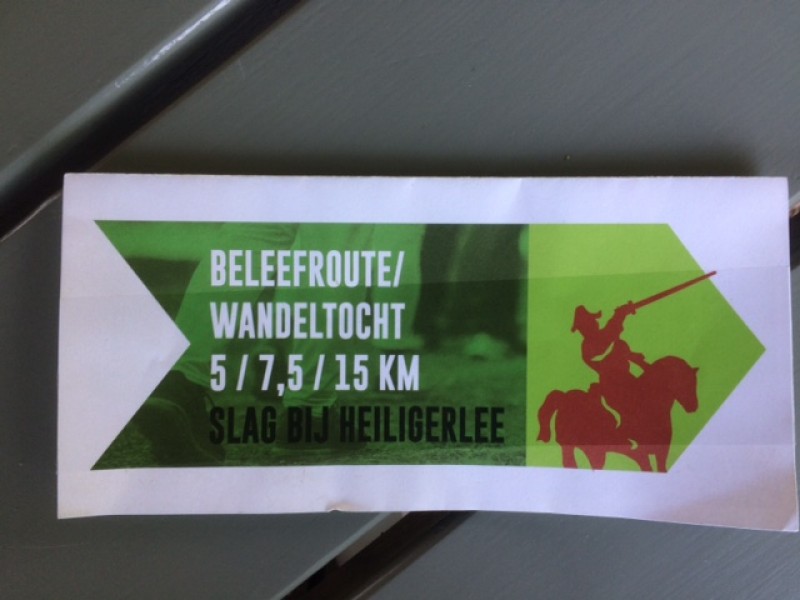 BELEEFROUTE/
WANDELTOCHT
5 / 7,5 / 15 KM
SLAG BIJ HEILIGERLEE